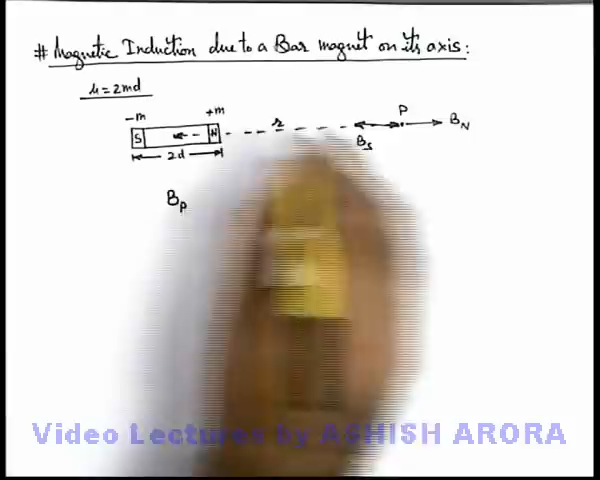 # Magnetic Induction due to a Bar magnet on its axis:
μ = 2md
-m +m
S N r P B_N
2d B_S
B_P
Video Lectures by ASHISH ARORA